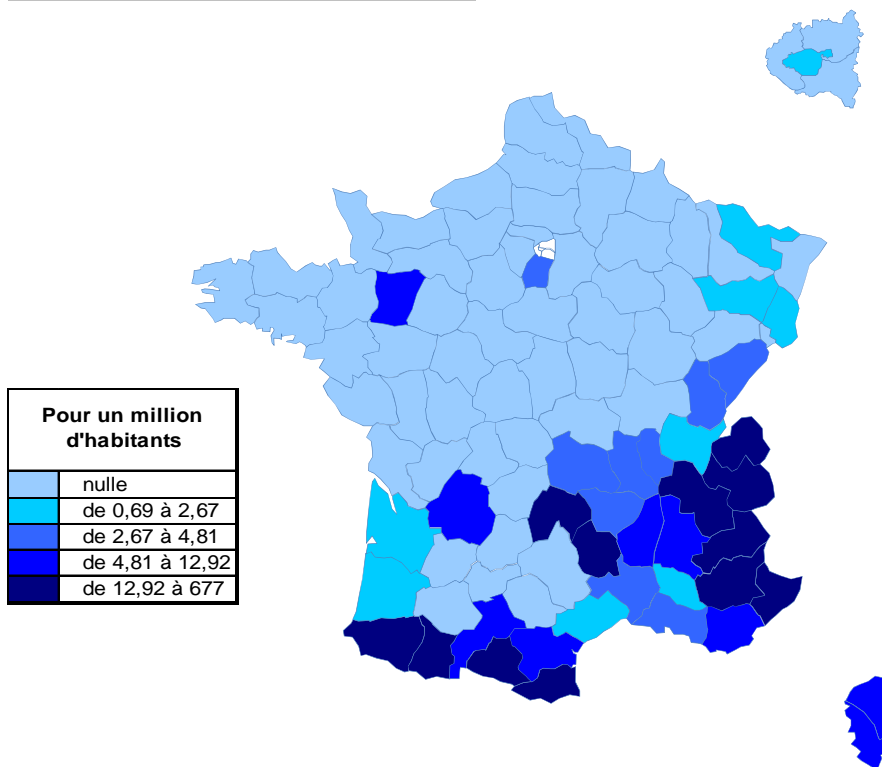 Pour un million
d'habitants
nulle
de 0,69 à 2,67
de 2,67 à 4,81
de 4,81 à 12,92
de 12,92 à 677